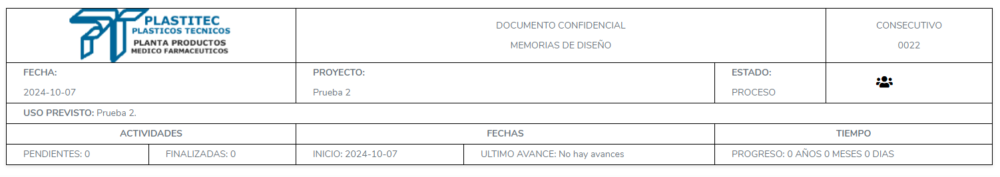 PLASTITEC
PLASTICOS TECNICOS
PLANTA PRODUCTOS
MEDICO FARMACEUTICOS
DOCUMENTO CONFIDENCIAL
MEMORIAS DE DISEÑO
CONSECUTIVO
0022
FECHA:
2024-10-07
PROYECTO:
Prueba 2
ESTADO:
PROCESO
USO PREVISTO: Prueba 2.
ACTIVIDADES
FECHAS
TIEMPO
PENDIENTES: 0
FINALIZADAS: 0
INICIO: 2024-10-07
ULTIMO AVANCE: No hay avances
PROGRESO: 0 AÑOS 0 MESES 0 DIAS